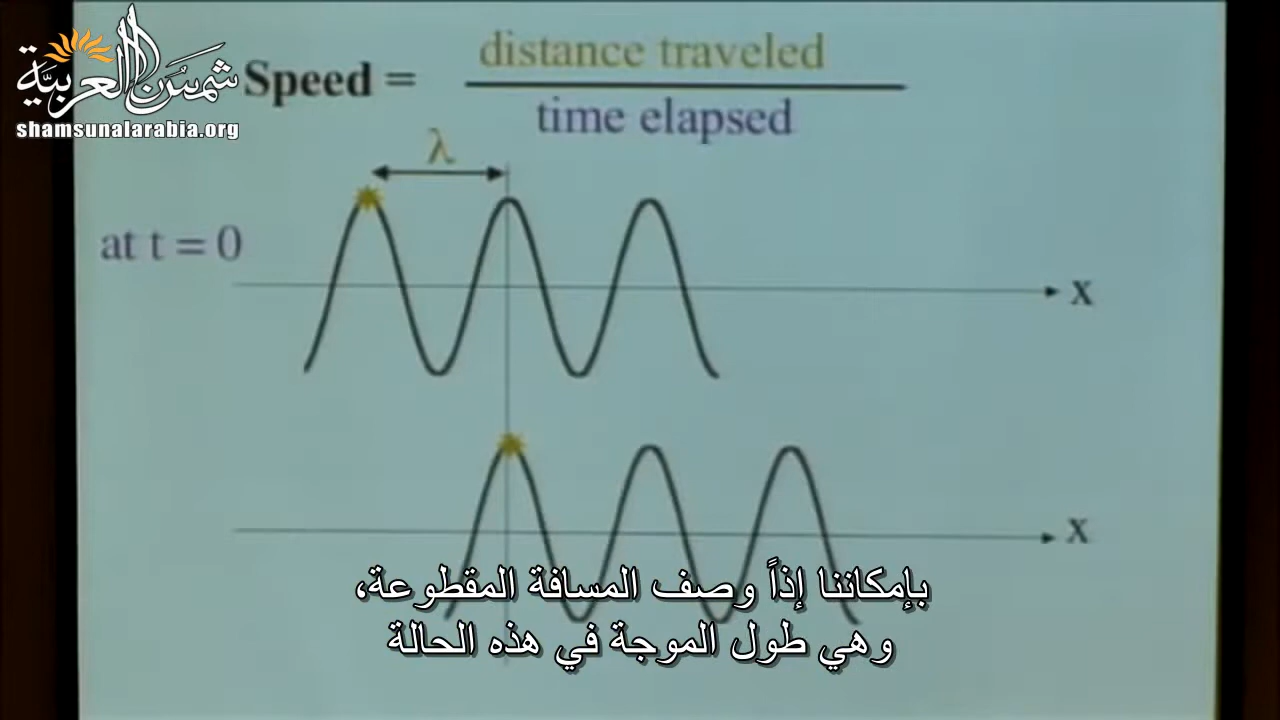 شمس العربية
shamsunalarabia.org
Speed = distance traveled
time elapsed
λ
at t = 0
x
x
بإمكاننا إذاً وصف المسافة المقطوعة،
وهي طول الموجة في هذه الحالة